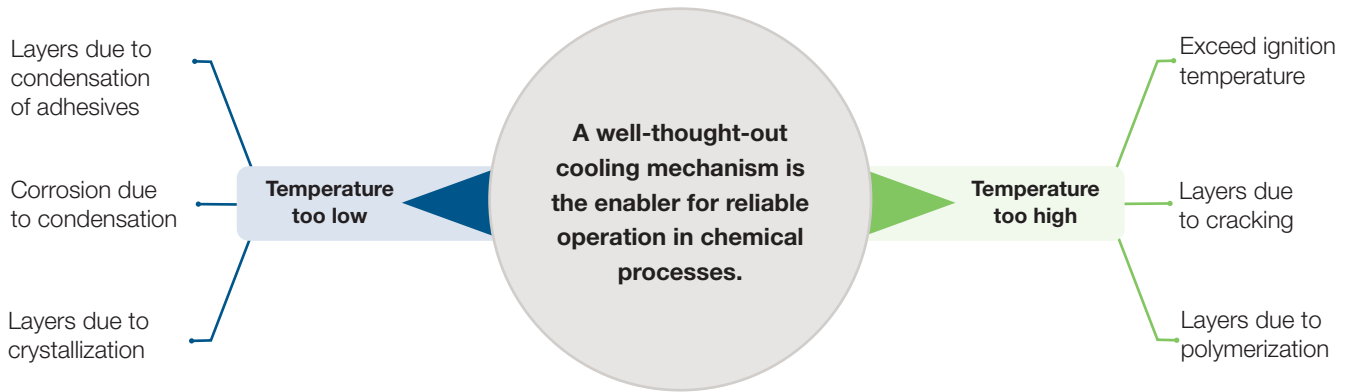 Layers due to
condensation
of adhesives
Corrosion due
to condensation
Layers due to
crystallization
Temperature
too low
A well-thought-out
cooling mechanism is
the enabler for reliable
operation in chemical
processes.
Temperature
too high
Exceed ignition
temperature
Layers due
to cracking
Layers due to
polymerization